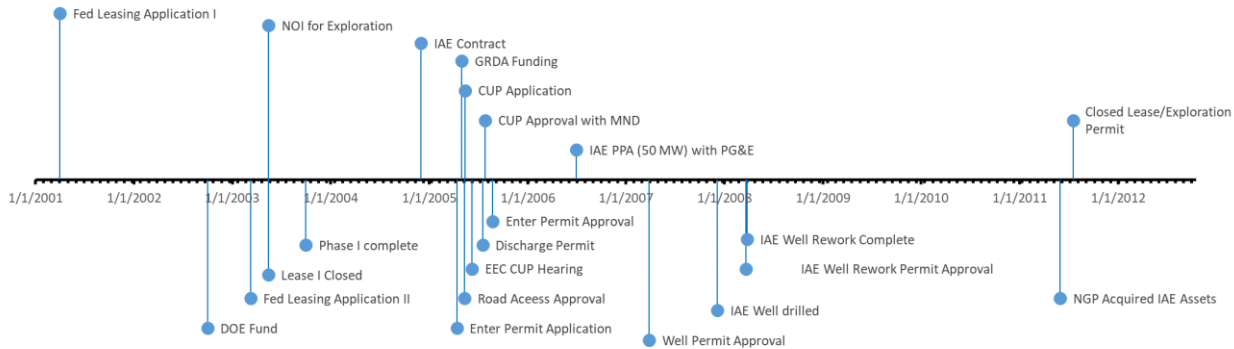 Fed Leasing Application I
NOI for Exploration
IAE Contract
GRDA Funding
CUP Application
CUP Approval with MND
Closed Lease/Exploration
Permit
IAE PPA (50 MW) with PG&E
1/1/2001
1/1/2002
1/1/2003
1/1/2004
1/1/2005
1/1/2006
1/1/2007
1/1/2008
1/1/2009
1/1/2010
1/1/2011
1/1/2012
Enter Permit Approval
Phase I complete
Discharge Permit
IAE Well Rework Complete
Lease I Closed
EEC CUP Hearing
IAE Well Rework Permit Approval
Fed Leasing Application II
Road Aceess Approval
NGP Acquired IAE Assets
IAE Well drilled
DOE Fund
Enter Permit Application
Well Permit Approval